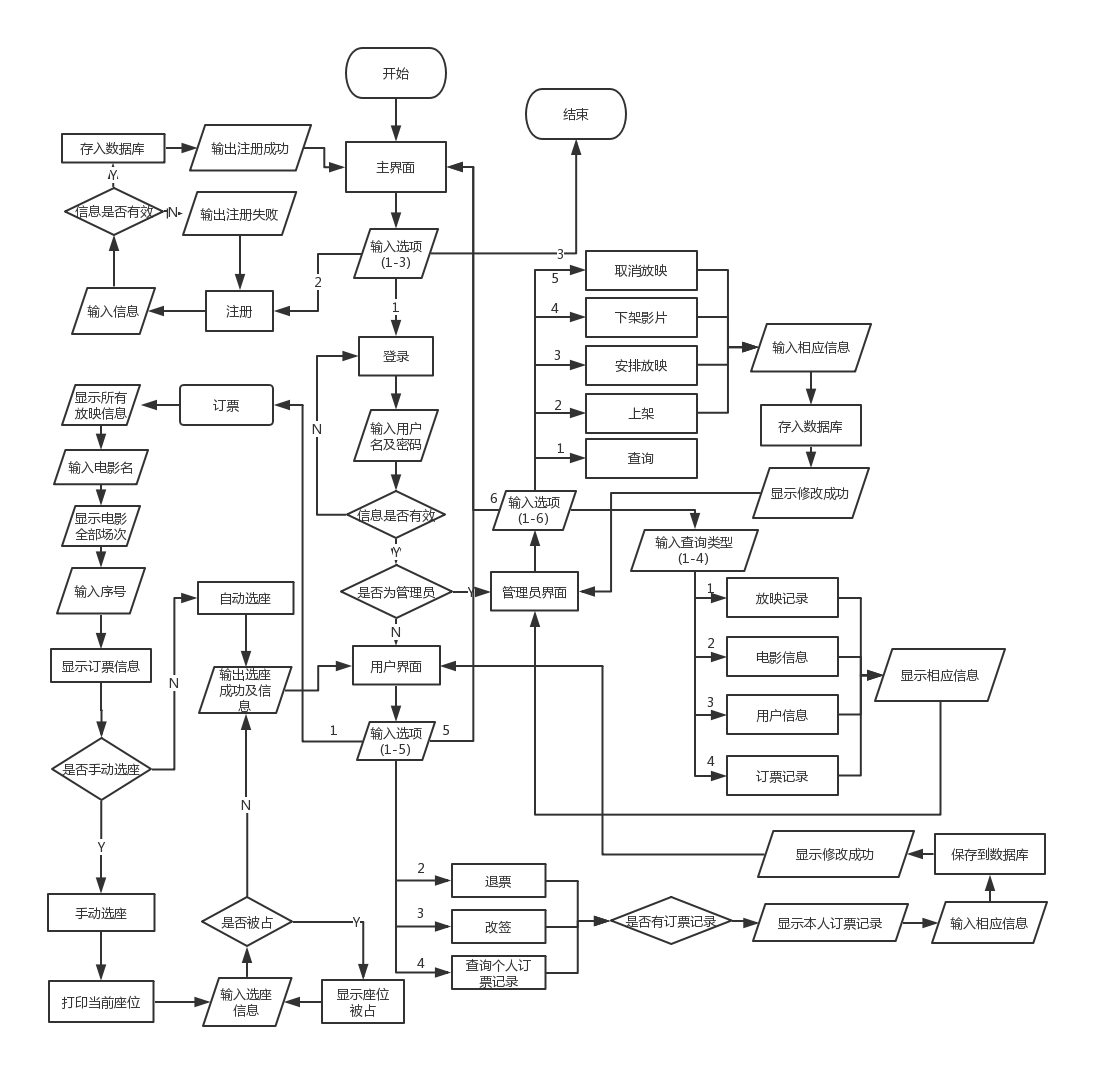 开始
结束
存入数据库
输出注册成功
主界面
Y
信息是否有效
N
输出注册失败
输入选项
(1-3)
3
2
1
输入信息
注册
登录
N
输入用户
名及密码
信息是否有效
Y
是否为管理员
Y
N
5
取消放映
4
下架影片
3
安排放映
2
上架
1
查询
输入相应信息
存入数据库
显示修改成功
6
输入选项
(1-6)
管理员界面
输入查询类型
(1-4)
1
放映记录
2
电影信息
3
用户信息
4
订票记录
显示相应信息
订票
显示所有
放映信息
输入电影名
显示电影
全部场次
输入序号
显示订票信息
是否手动选座
N
自动选座
输出选座
成功及信
息
用户界面
1
输入选项
(1-5)
5
Y
手动选座
打印当前座位
N
是否被占
Y
输入选座
信息
显示座位
被占
2
退票
3
改签
4
查询个人订
票记录
是否有订票记录
显示本人订票记录
输入相应信息
保存到数据库
显示修改成功